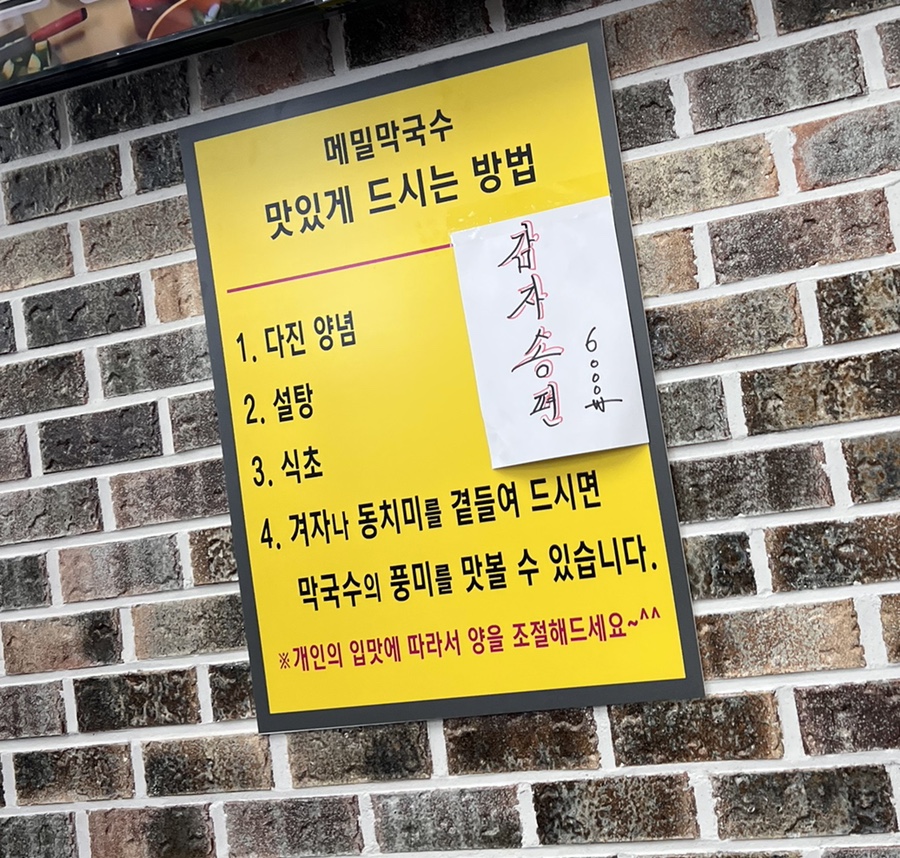 메밀막국수
맛있게 드시는 방법
1. 다진 양념
2. 설탕
3. 식초
4. 겨자나 동치미를 곁들여 드시면
막국수의 풍미를 맛볼 수 있습니다.
※개인의 입맛에 따라서 양을 조절해드세요~^^
감자송편
6000₩